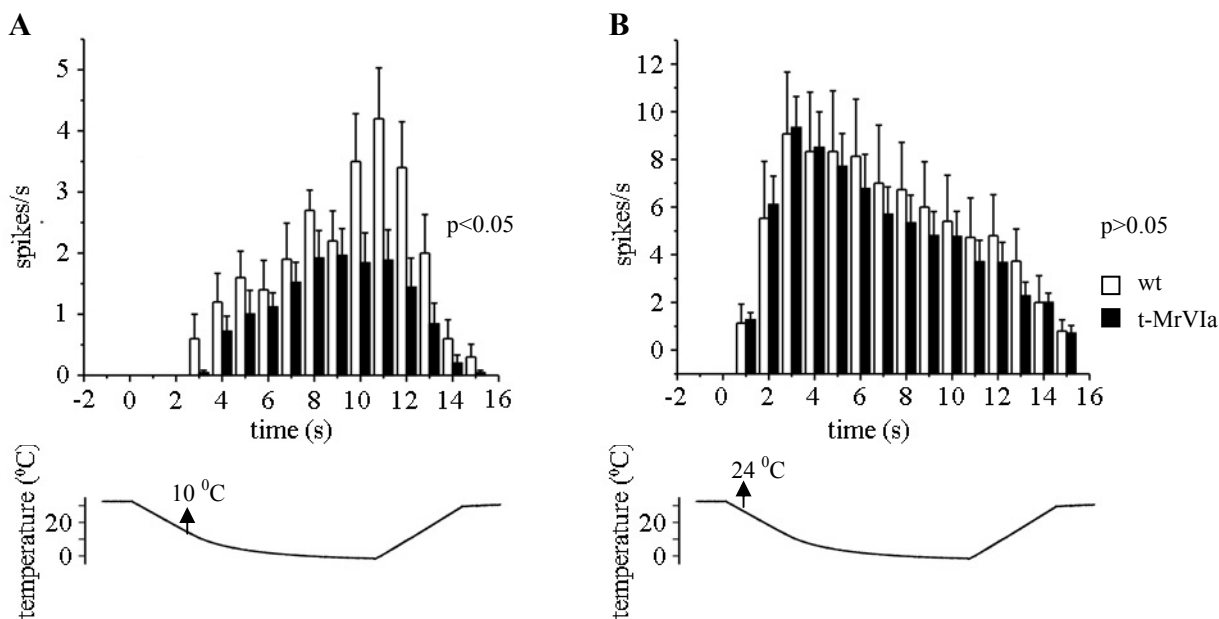 A
5
4
3
2
1
0
spikes/s
p<0.05
-2 0 2 4 6 8 10 12 14 16
time (s)
temperature (ºC)
20
0
10 ⁰C
B
12
10
8
6
4
2
0
spikes/s
p>0.05
wt
t-MrVIa
-2 0 2 4 6 8 10 12 14 16
time (s)
temperature (ºC)
20
0
24 ⁰C